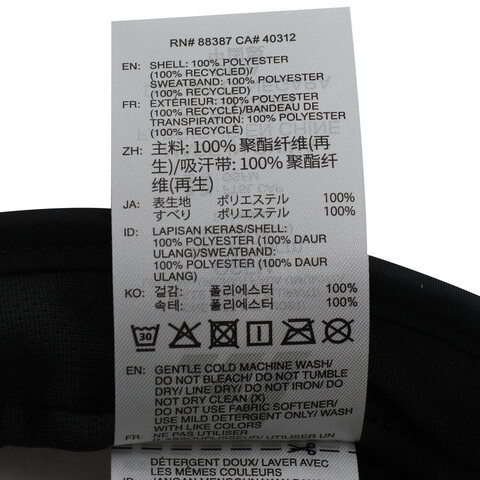 RN# 88387 CA# 40312
EN: SHELL: 100% POLYESTER
(100% RECYCLED)/
SWEATBAND: 100% POLYESTER
(100% RECYCLED)
FR: EXTÉRIEUR: 100% POLYESTER
(100% RECYCLÉ)/BANDEAU DE
TRANSPIRATION: 100% POLYESTER
(100% RECYCLÉ)
ZH: 主料: 100% 聚酯纤维(再
生)/吸汗带: 100% 聚酯纤
维(再生)
JA: 表生地 ポリエステル 100%
すべり ポリエステル 100%
ID: LAPISAN KERAS/SHELL:
100% POLYESTER (100% DAUR
ULANG)/SWEATBAND:
100% POLYESTER (100% DAUR
ULANG)
KO: 겉감: 폴리에스터 100%
속테: 폴리에스터 100%
30
EN: GENTLE COLD MACHINE WASH/
DO NOT BLEACH/DO NOT TUMBLE
DRY/ LINE DRY/ DO NOT IRON/ DO
NOT DRY CLEAN (X)
DO NOT USE FABRIC SOFTENER/
USE MILD DETERGENT ONLY/ WASH
WITH LIKE COLORS
FR: NE PAS UTILISER
DÉTERGENT DOUX/ LAVER AVEC
LES MÊMES COULEURS